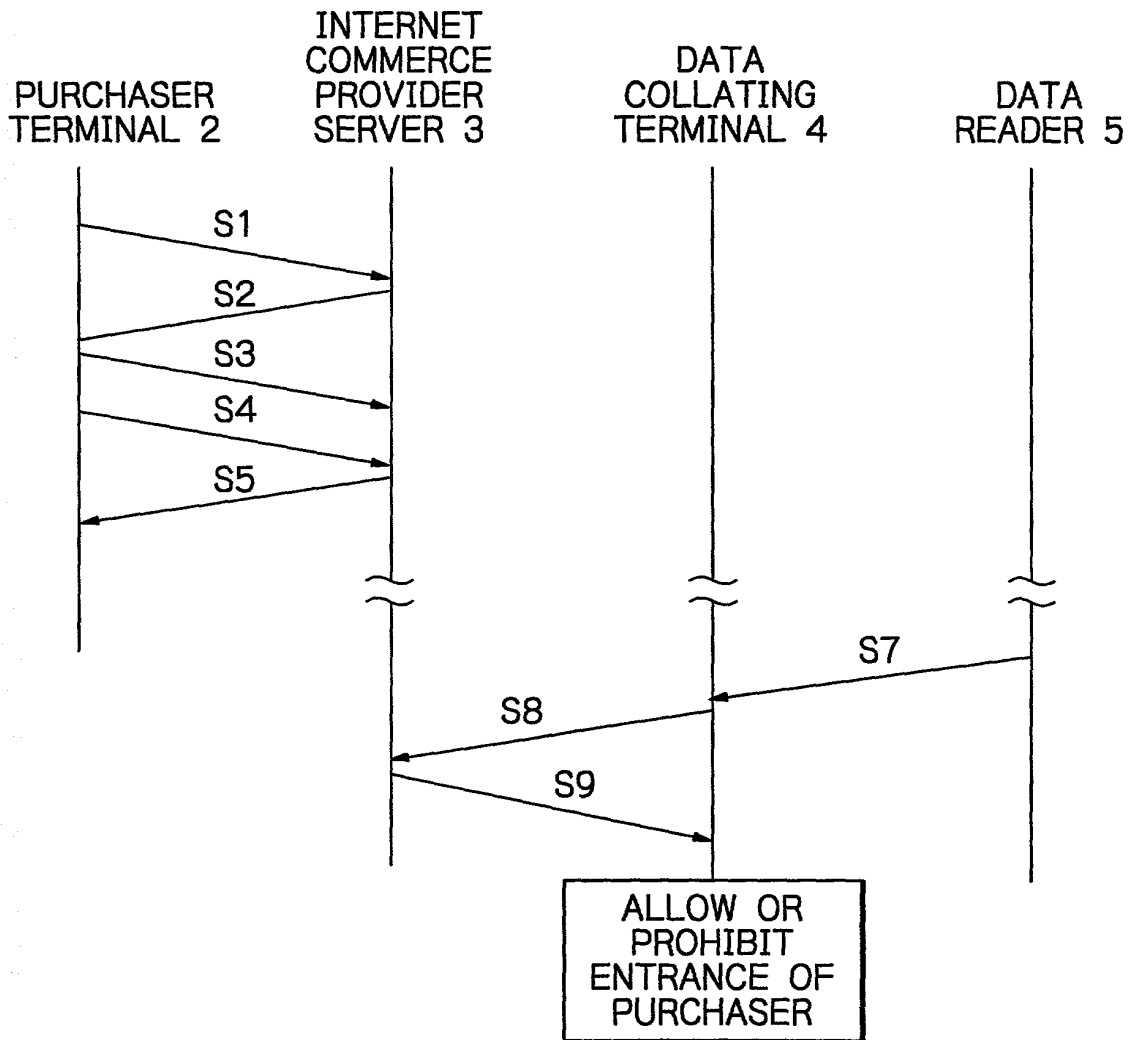 PURCHASER
TERMINAL 2
INTERNET
COMMERCE
PROVIDER
SERVER 3
DATA
COLLATING
TERMINAL 4
DATA
READER 5
S1
S2
S3
S4
S5
S7
S8
S9
ALLOW OR
PROHIBIT
ENTRANCE OF
PURCHASER